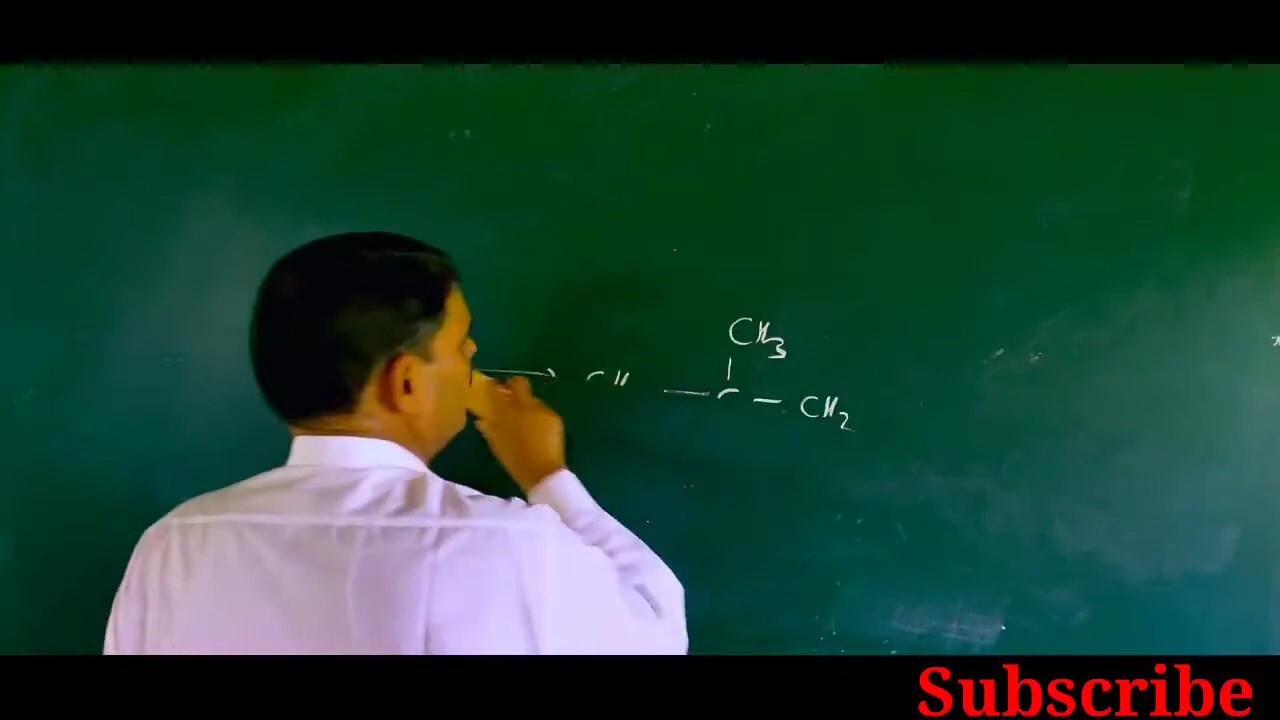 CH3
|
→ CH — C — CH2
Subscribe